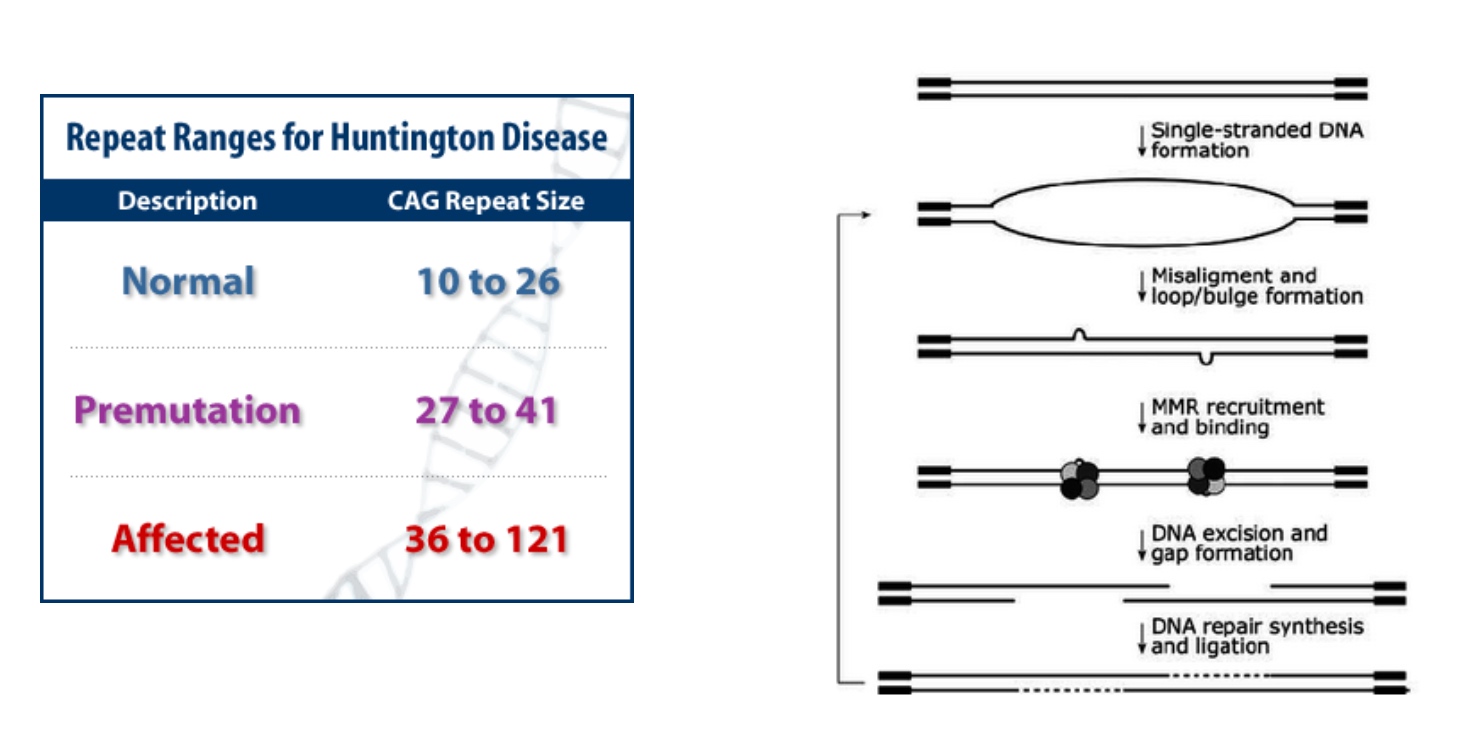 Repeat Ranges for Huntington Disease
Description CAG Repeat Size
Normal 10 to 26
Premutation 27 to 41
Affected 36 to 121
Single-stranded DNA
formation
Misaligment and
loop/bulge formation
MMR recruitment
and binding
DNA excision and
gap formation
DNA repair synthesis
and ligation